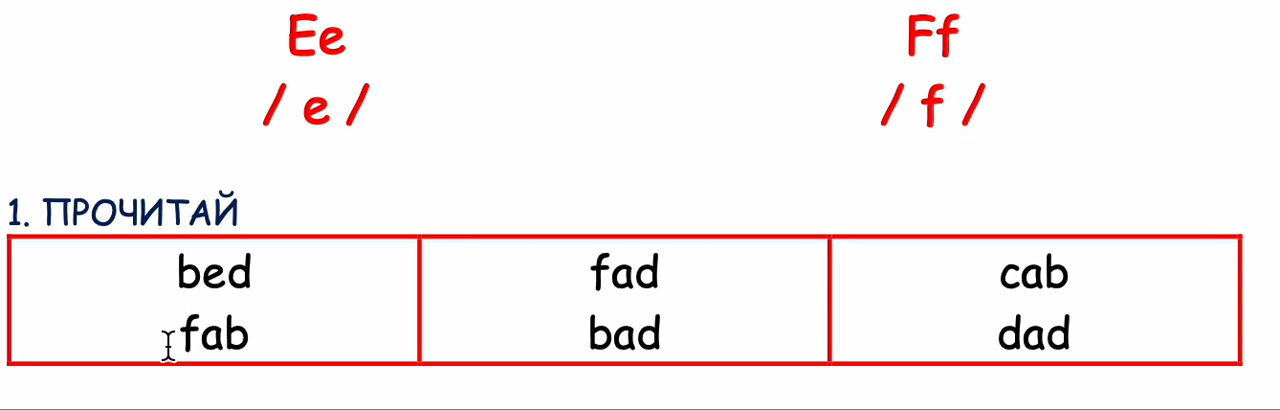 Ee Ff
/ e / / f /
1. ПРОЧИТАЙ
bed fad cab
fab bad dad